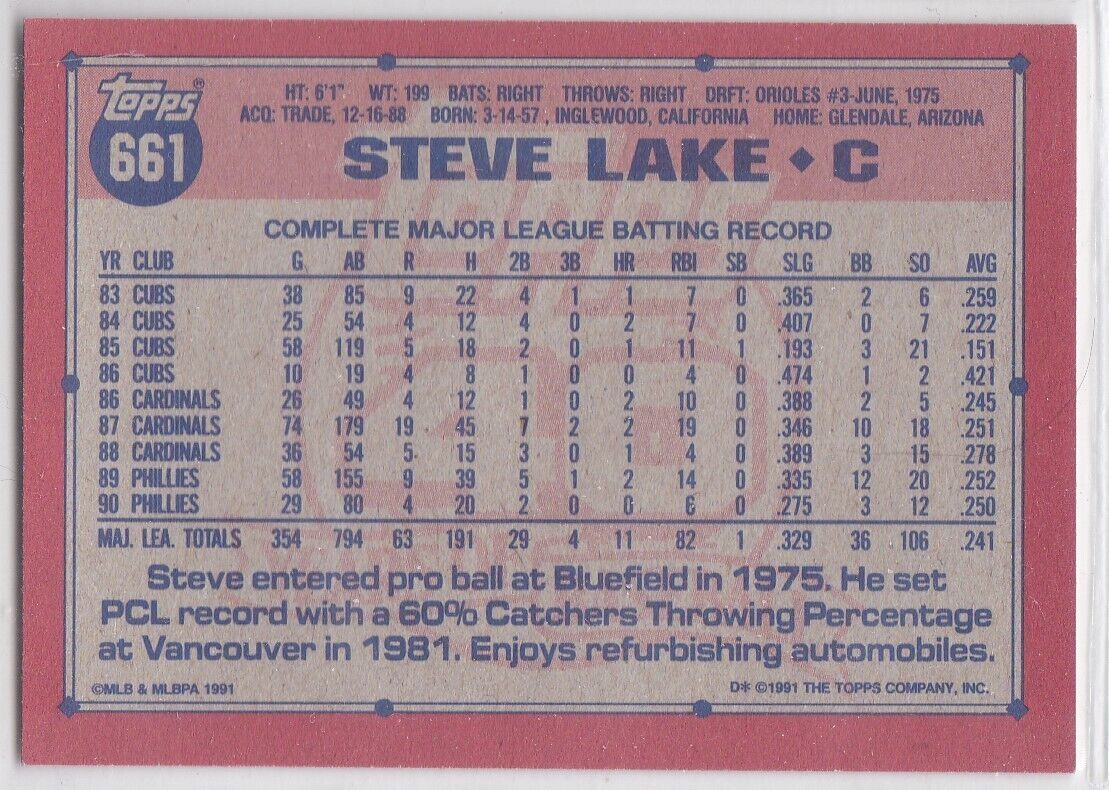 topps®
661
HT: 6'1". WT: 199 BATS: RIGHT THROWS: RIGHT DRFT: ORIOLES #3-JUNE, 1975
ACQ: TRADE, 12-16-88 BORN: 3-14-57, INGLEWOOD, CALIFORNIA HOME: GLENDALE, ARIZONA
STEVE LAKE ◆ C
COMPLETE MAJOR LEAGUE BATTING RECORD
YR CLUB G AB R H 2B 3B HR RBI SB SLG BB SO AVG
83 CUBS 38 85 9 22 4 1 1 7 0 .365 2 6 .259
84 CUBS 25 54 4 12 4 0 2 7 0 .407 0 7 .222
85 CUBS 58 119 5 18 2 0 1 11 1 .193 3 21 .151
86 CUBS 10 19 4 8 1 0 0 4 0 .474 1 2 .421
86 CARDINALS 26 49 4 12 1 0 2 10 0 .388 2 5 .245
87 CARDINALS 74 179 19 45 7 2 2 19 0 .346 10 18 .251
88 CARDINALS 36 54 5 15 3 0 1 4 0 .389 3 15 .278
89 PHILLIES 58 155 9 39 5 1 2 14 0 .335 12 20 .252
90 PHILLIES 29 80 4 20 2 0 0 6 0 .275 3 12 .250
MAJ. LEA. TOTALS 354 794 63 191 29 4 11 82 1 .329 36 106 .241
Steve entered pro ball at Bluefield in 1975. He set
PCL record with a 60% Catchers Throwing Percentage
at Vancouver in 1981. Enjoys refurbishing automobiles.
©MLB & MLBPA 1991 D* ©1991 THE TOPPS COMPANY, INC.